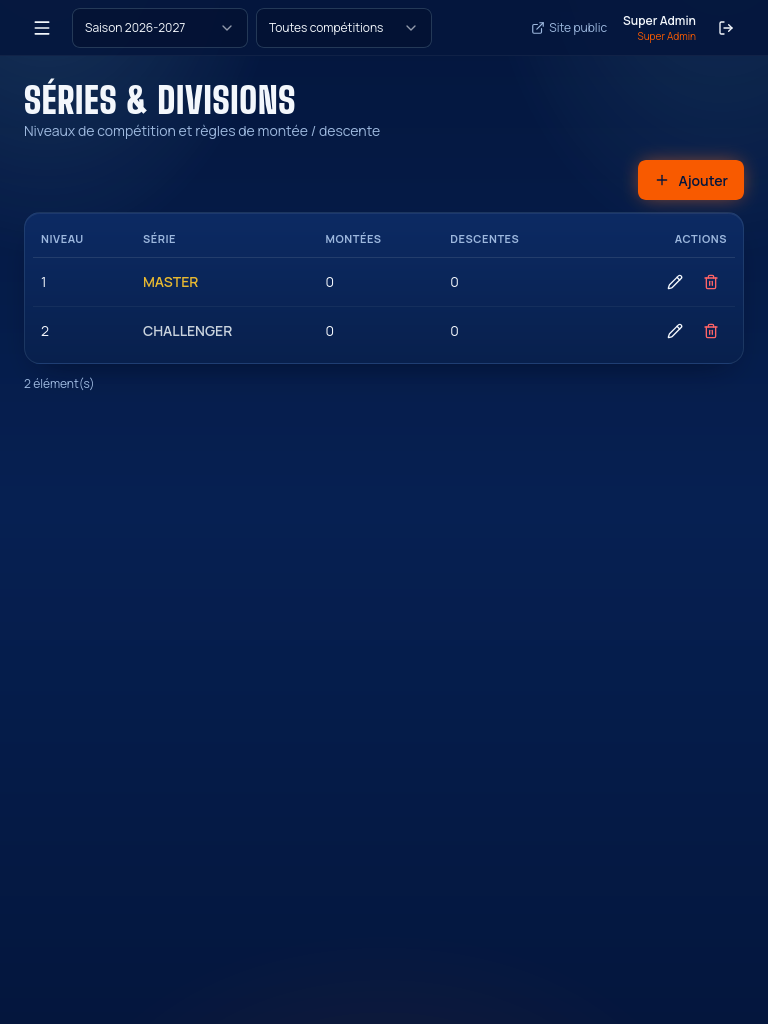 Saison 2026-2027 Toutes compétitions Site public Super Admin
Super Admin
SÉRIES & DIVISIONS
Niveaux de compétition et règles de montée / descente
Ajouter
NIVEAU SÉRIE MONTÉES DESCENTES ACTIONS
1 MASTER 0 0
2 CHALLENGER 0 0
2 élément(s)